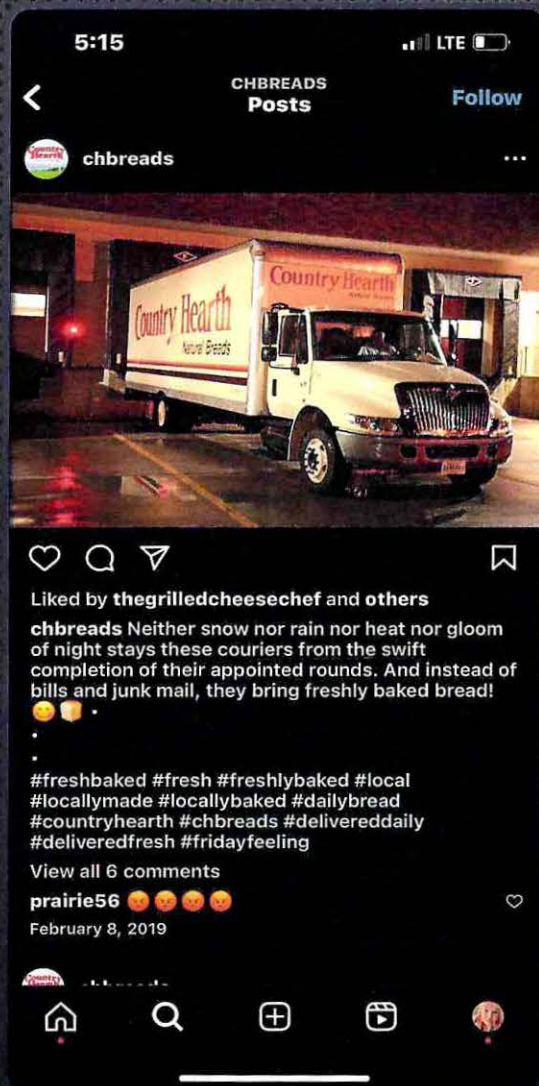 5:15
LTE
CHBREADS
Posts
Follow
Country Hearth
chbreads
Country Hearth
Country Hearth
Natural Breads
liked by thegrilledcheesechef and others
chbreads Neither snow nor rain nor heat nor gloom
of night stays these couriers from the swift
completion of their appointed rounds. And instead of
bills and junk mail, they bring freshly baked bread!
😋🍞 .
.
.
#freshbaked #fresh #freshlybaked #local
#locallymade #locallybaked #dailybread
#countryhearth #chbreads #delivereddaily
#deliveredfresh #fridayfeeling
View all 6 comments
prairie56 😡😡😡😡
February 8, 2019